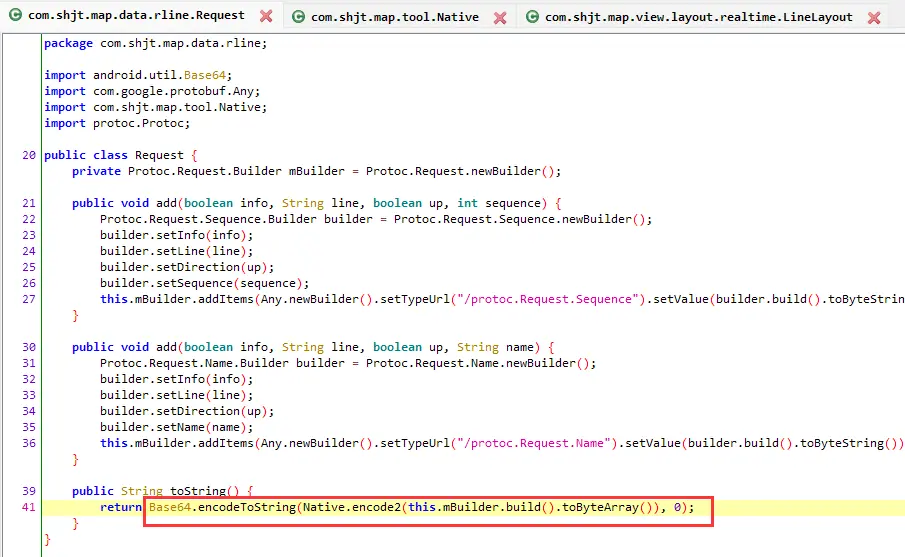 com.shjt.map.data.rline.Request com.shjt.map.tool.Native com.shjt.map.view.layout.realtime.LineLayout
package com.shjt.map.data.rline;
import android.util.Base64;
import com.google.protobuf.Any;
import com.shjt.map.tool.Native;
import protoc.Protoc;
20 public class Request {
private Protoc.Request.Builder mBuilder = Protoc.Request.newBuilder();
21 public void add(boolean info, String line, boolean up, int sequence) {
22 Protoc.Request.Sequence.Builder builder = Protoc.Request.Sequence.newBuilder();
23 builder.setInfo(info);
24 builder.setLine(line);
25 builder.setDirection(up);
26 builder.setSequence(sequence);
27 this.mBuilder.addItems(Any.newBuilder().setTypeUrl("/protoc.Request.Sequence").setValue(builder.build().toByteStrin
}
30 public void add(boolean info, String line, boolean up, String name) {
31 Protoc.Request.Name.Builder builder = Protoc.Request.Name.newBuilder();
32 builder.setInfo(info);
33 builder.setLine(line);
34 builder.setDirection(up);
35 builder.setName(name);
36 this.mBuilder.addItems(Any.newBuilder().setTypeUrl("/protoc.Request.Name").setValue(builder.build().toByteString())
}
39 public String toString() {
41 return Base64.encodeToString(Native.encode2(this.mBuilder.build().toByteArray()), 0);
}
}